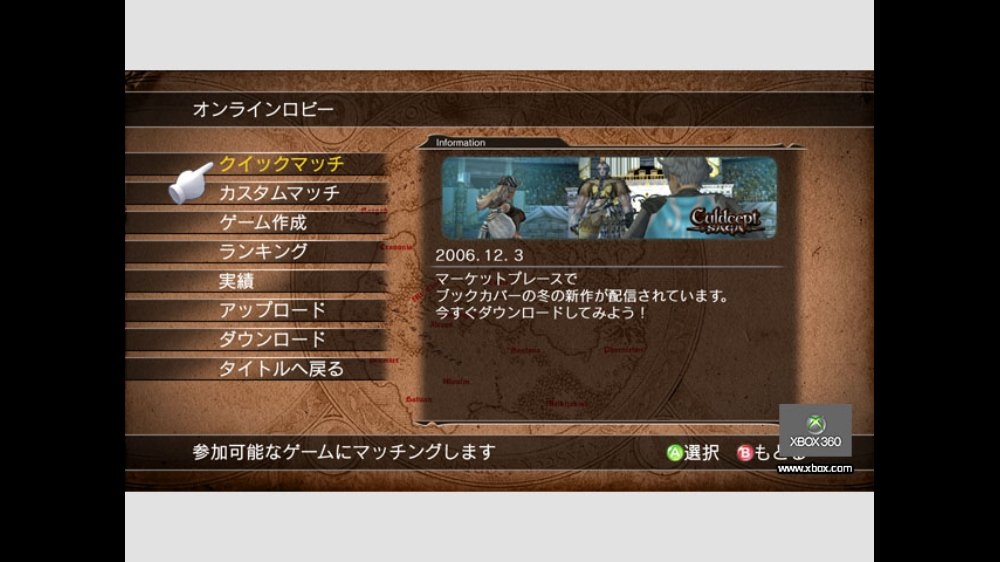 オンラインロビー
Information
クイックマッチ
カスタムマッチ
ゲーム作成
ランキング
実績
アップロード
ダウンロード
タイトルへ戻る
Culdcept
SAGA
2006.12.3
マーケットプレースで
ブックカバーの冬の新作が配信されています。
今すぐダウンロードしてみよう！
参加可能なゲームにマッチングします
A選択 Bもどる
XBOX 360
www.xbox.com